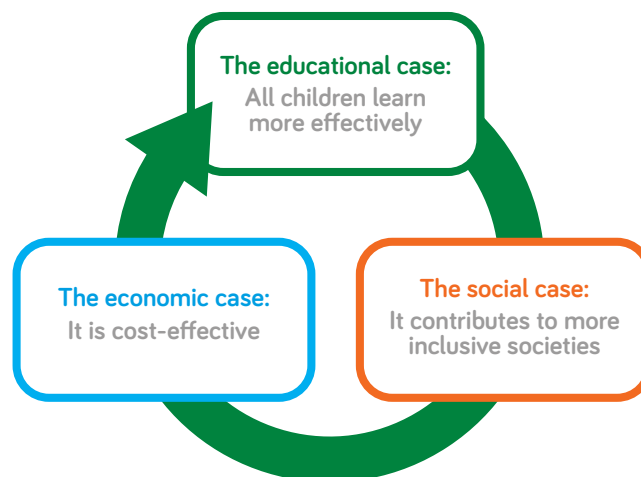 The educational case:
All children learn
more effectively
The economic case:
It is cost-effective
The social case:
It contributes to more
inclusive societies